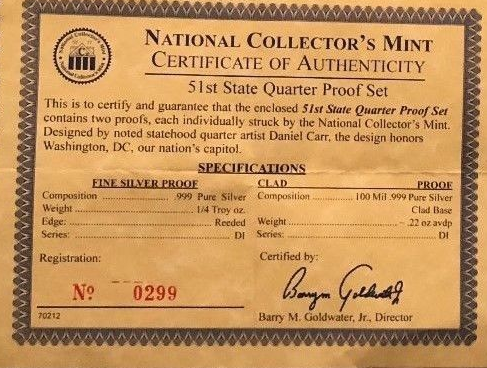 NATIONAL COLLECTOR'S MINT
CERTIFICATE OF AUTHENTICITY
51st State Quarter Proof Set
This is to certify and guarantee that the enclosed 51st State Quarter Proof Set
contains two proofs, each individually struck by the National Collector's Mint.
Designed by noted statehood quarter artist Daniel Carr, the design honors
Washington, DC, our nation's capitol.
SPECIFICATIONS
FINE SILVER PROOF
Composition .999 Pure Silver
Weight 1/4 Troy oz.
Edge: Reeded
Series: DI
CLAD PROOF
Composition 100 Mil .999 Pure Silver
Clad Base
Weight .22 oz avdp
Series: DI
Registration:
Nº 0299
70212
Certified by:
Barry M. Goldwater, Jr., Director